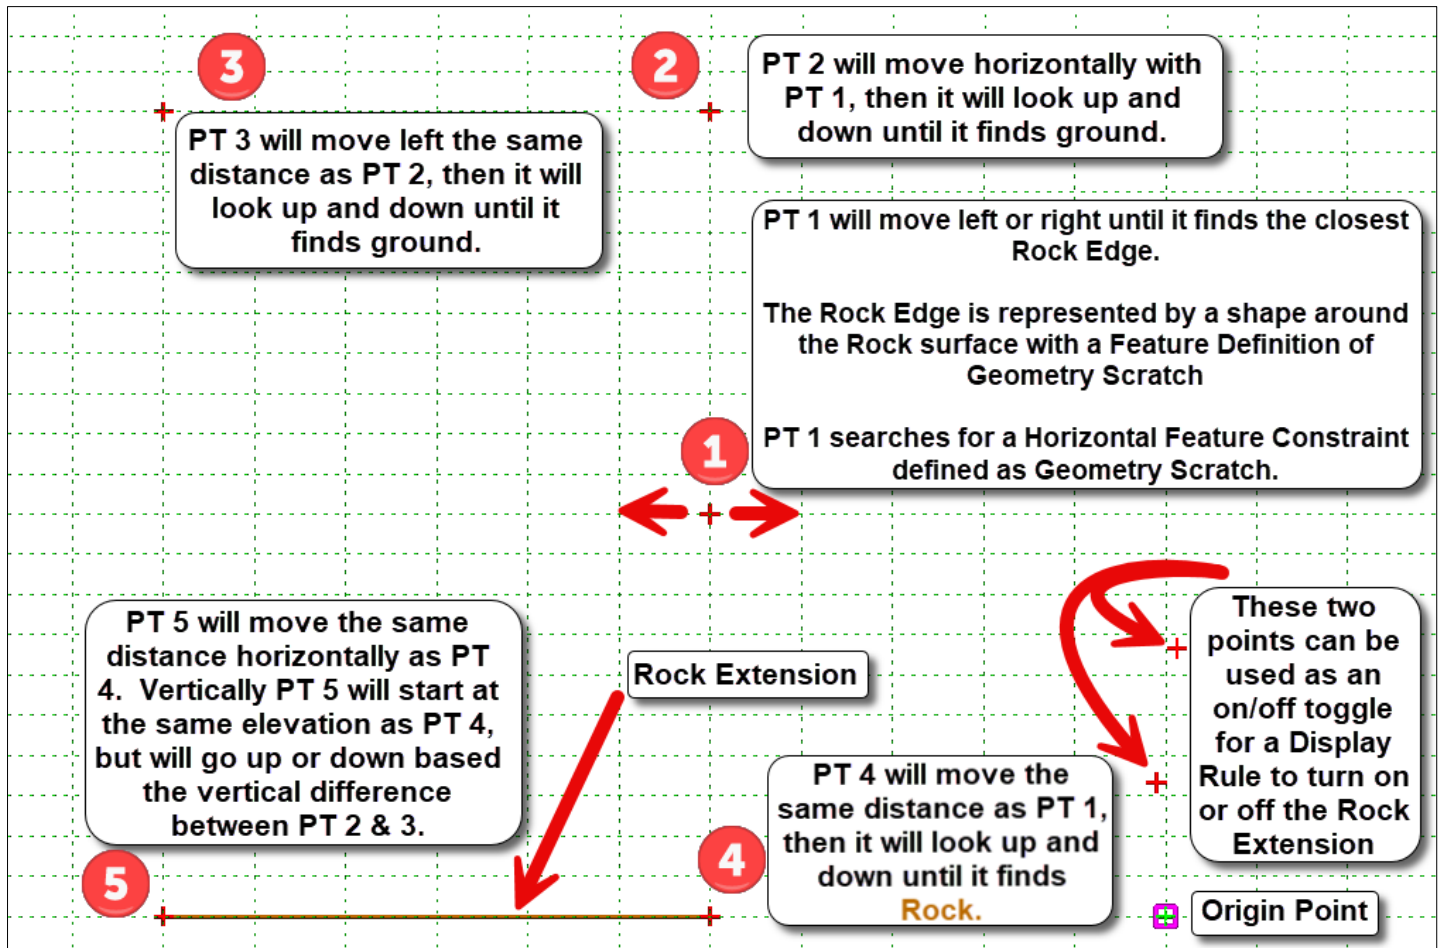 3
2
PT 2 will move horizontally with
PT 1, then it will look up and
down until it finds ground.
PT 3 will move left the same
distance as PT 2, then it will
look up and down until it
finds ground.
PT 1 will move left or right until it finds the closest
Rock Edge.
The Rock Edge is represented by a shape around
the Rock surface with a Feature Definition of
Geometry Scratch
1
PT 1 searches for a Horizontal Feature Constraint
defined as Geometry Scratch.
PT 5 will move the same
distance horizontally as PT
4. Vertically PT 5 will start at
the same elevation as PT 4,
but will go up or down based
the vertical difference
between PT 2 & 3.
5
Rock Extension
These two
points can be
used as an
on/off toggle
for a Display
Rule to turn on
or off the Rock
Extension
4
PT 4 will move the
same distance as PT 1,
then it will look up and
down until it finds
Rock.
Origin Point